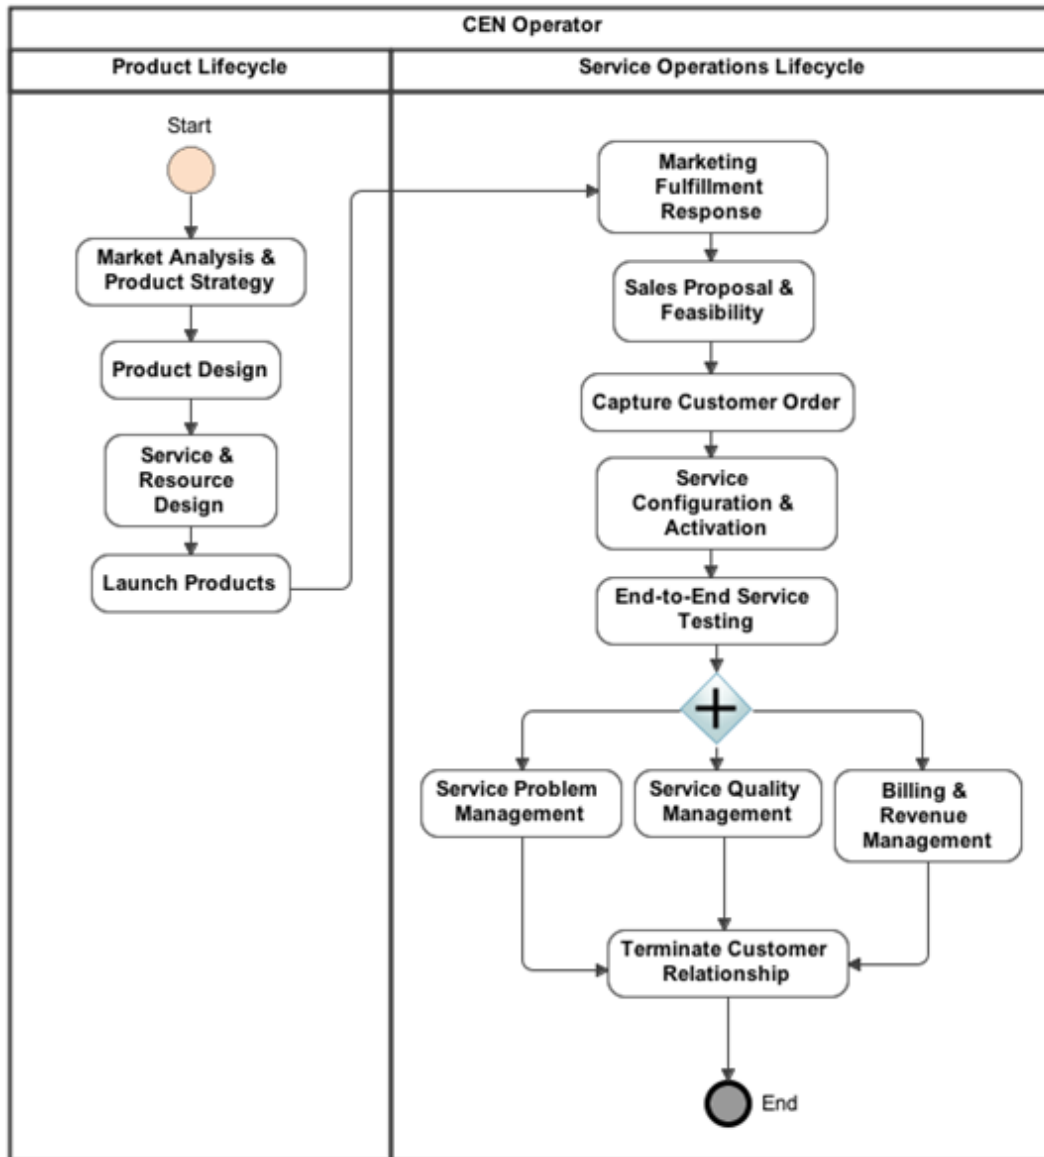 CEN Operator
Product Lifecycle
Service Operations Lifecycle
Start
Market Analysis &
Product Strategy
Product Design
Service &
Resource
Design
Launch Products
Marketing
Fulfillment
Response
Sales Proposal &
Feasibility
Capture Customer Order
Service
Configuration &
Activation
End-to-End Service
Testing
Service Problem
Management
Service Quality
Management
Billing &
Revenue
Management
Terminate Customer
Relationship
End